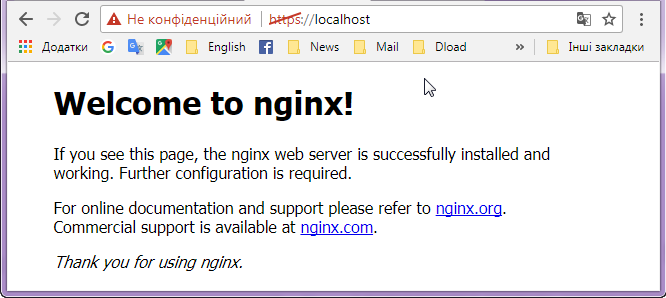 Не конфіденційний https://localhost
Додатки English News Mail Dload » Інші закладки
Welcome to nginx!
If you see this page, the nginx web server is successfully installed and
working. Further configuration is required.
For online documentation and support please refer to nginx.org.
Commercial support is available at nginx.com.
Thank you for using nginx.